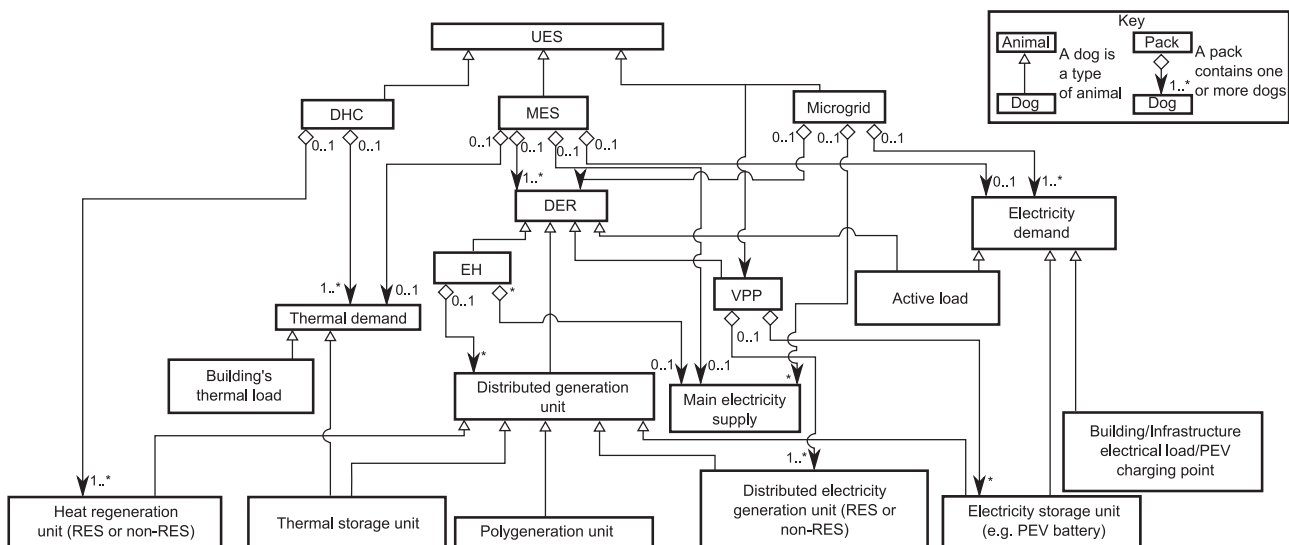 Key
UES
Animal
Pack
A dog is
a type
of animal
A pack
contains one
or more dogs
1..*
Dog
Dog
DHC
MES
Microgrid
0..1
0..1
0..1
0..1
0..1
0..1
0..1
0..1
0..1
1..*
0..1
1..*
DER
Electricity
demand
EH
VPP
Active load
0..1
*
1..*
0..1
0..1
*
Thermal demand
Building's
thermal load
*
0..1
0..1
*
Distributed generation
unit
Main electricity
supply
Building/Infrastructure
electrical load/PEV
charging point
1..*
1..*
*
Heat regeneration
unit (RES or non-RES)
Thermal storage unit
Polygeneration unit
Distributed electricity
generation unit (RES or
non-RES)
Electricity storage unit
(e.g. PEV battery)